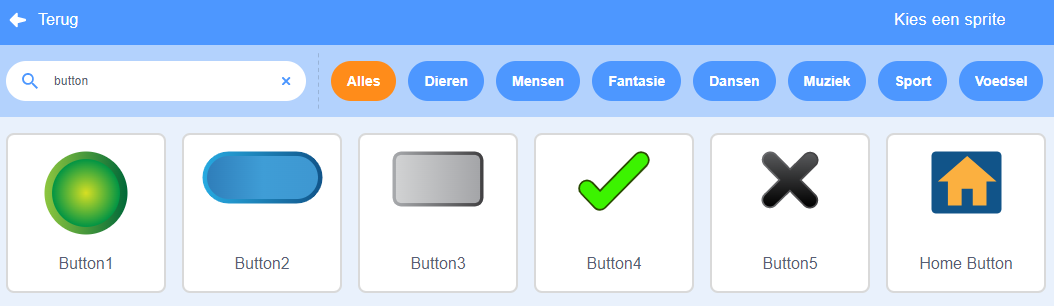 Terug
Kies een sprite
button
Alles
Dieren
Mensen
Fantasie
Dansen
Muziek
Sport
Voedsel
Button1
Button2
Button3
Button4
Button5
Home Button